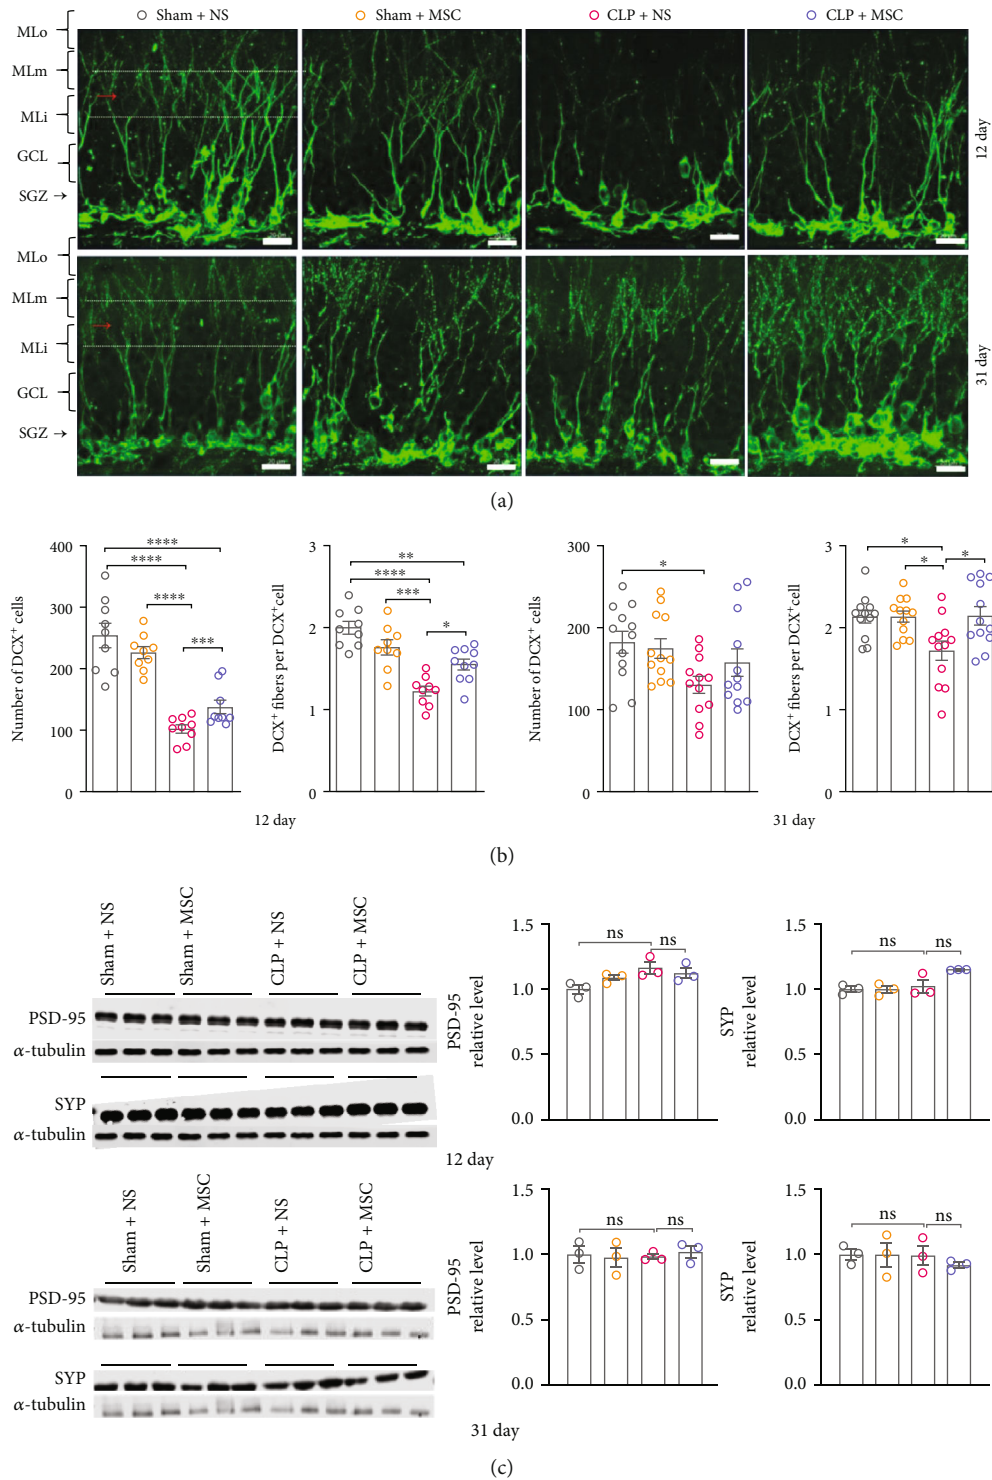 Sham + NS
Sham + MSC
CLP + NS
CLP + MSC
MLo
MLm
MLi
GCL
SGZ →
12 day
MLo
MLm
MLi
GCL
SGZ →
31 day
(a)
Number of DCX⁺ cells
400
300
200
100
0
****
****
****
***
DCX⁺ fibers per DCX⁺cell
3
2
1
0
**
****
***
*
12 day
Number of DCX⁺ cells
300
200
100
0
*
DCX⁺ fibers per DCX⁺cell
3
2
1
0
*
*
*
31 day
(b)
Sham + NS
Sham + MSC
CLP + NS
CLP + MSC
PSD-95
α-tubulin
SYP
α-tubulin
PSD-95
relative level
1.5
1.0
0.5
0.0
ns
ns
SYP
relative level
1.5
1.0
0.5
0.0
ns
ns
12 day
Sham + NS
Sham + MSC
CLP + NS
CLP + MSC
PSD-95
α-tubulin
SYP
α-tubulin
PSD-95
relative level
1.5
1.0
0.5
0.0
ns
ns
SYP
relative level
1.5
1.0
0.5
0.0
ns
ns
31 day
(c)